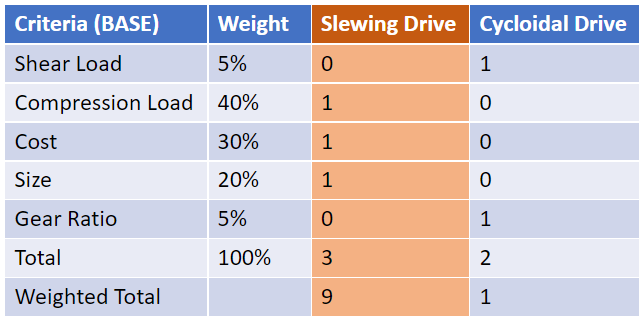 Criteria (BASE) Weight Slewing Drive Cycloidal Drive
Shear Load 5% 0 1
Compression Load 40% 1 0
Cost 30% 1 0
Size 20% 1 0
Gear Ratio 5% 0 1
Total 100% 3 2
Weighted Total 9 1